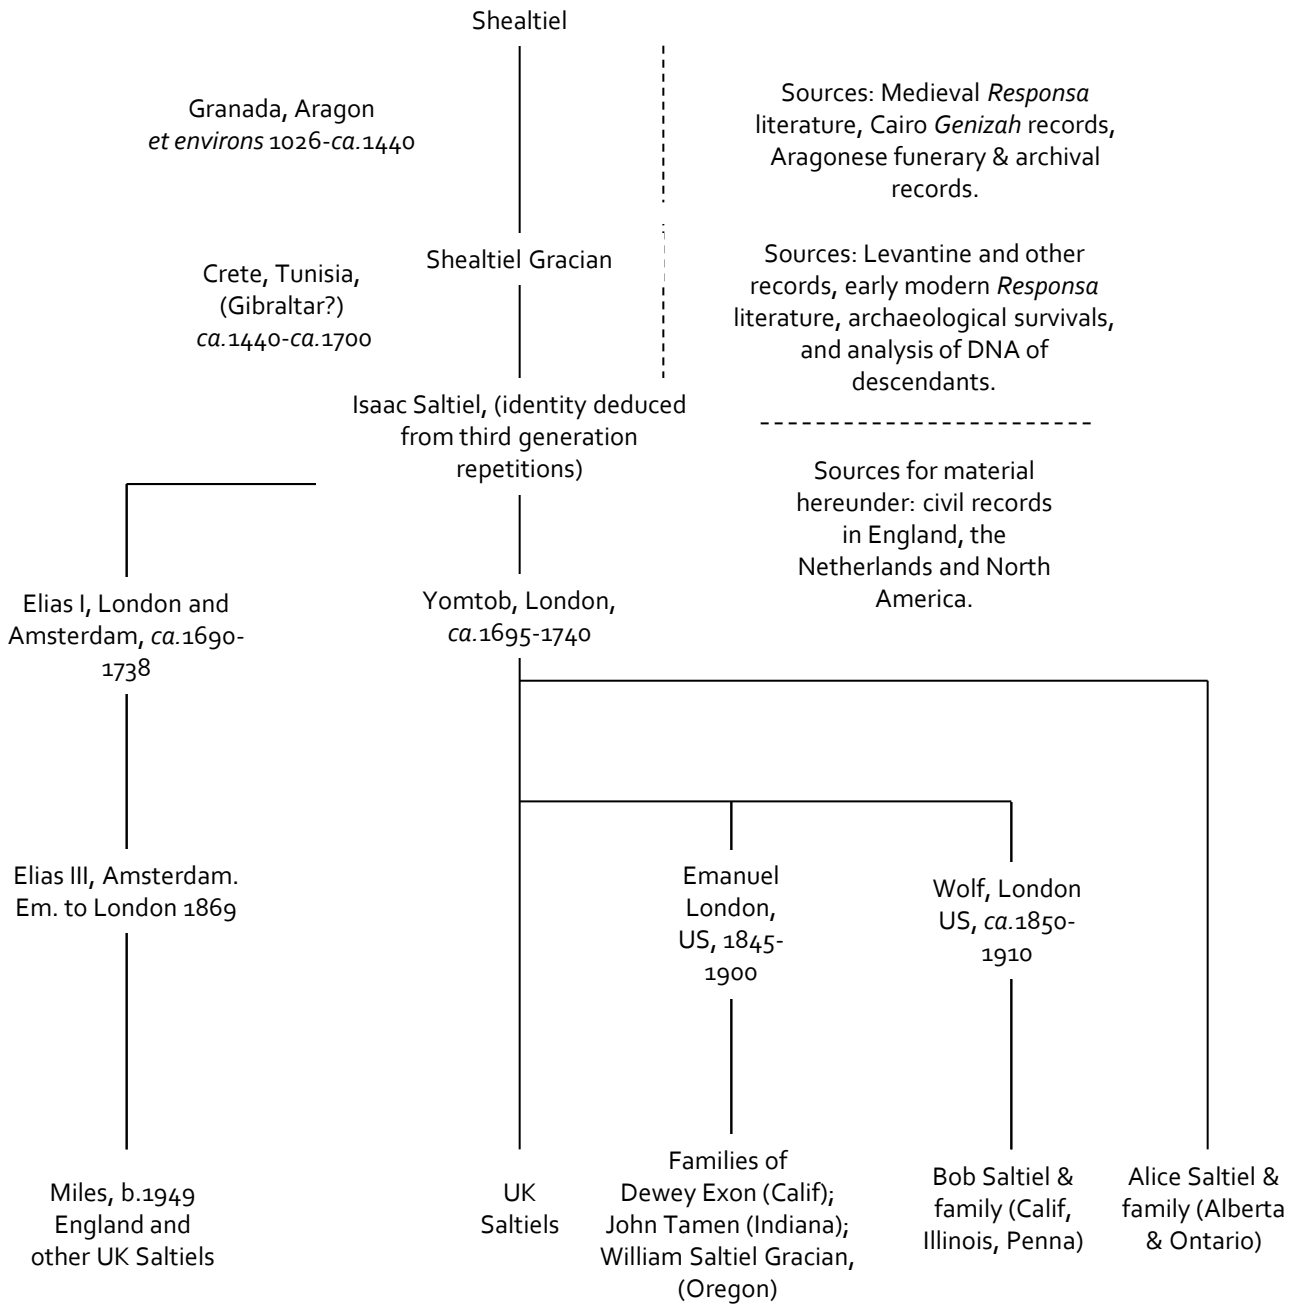 Shealtiel
Granada, Aragon
et environs 1026-ca.1440
Sources: Medieval Responsa
literature, Cairo Genizah records,
Aragonese funerary & archival
records.
Shealtiel Gracian
Crete, Tunisia,
(Gibraltar?)
ca.1440-ca.1700
Sources: Levantine and other
records, early modern Responsa
literature, archaeological survivals,
and analysis of DNA of
descendants.
Isaac Saltiel, (identity deduced
from third generation
repetitions)
Sources for material
hereunder: civil records
in England, the
Netherlands and North
America.
Elias I, London and
Amsterdam, ca.1690-
1738
Yomtob, London,
ca.1695-1740
Elias III, Amsterdam.
Em. to London 1869
Emanuel
London,
US, 1845-
1900
Wolf, London
US, ca.1850-
1910
Miles, b.1949
England and
other UK Saltiels
UK
Saltiels
Families of
Dewey Exon (Calif);
John Tamen (Indiana);
William Saltiel Gracian,
(Oregon)
Bob Saltiel &
family (Calif,
Illinois, Penna)
Alice Saltiel &
family (Alberta
& Ontario)